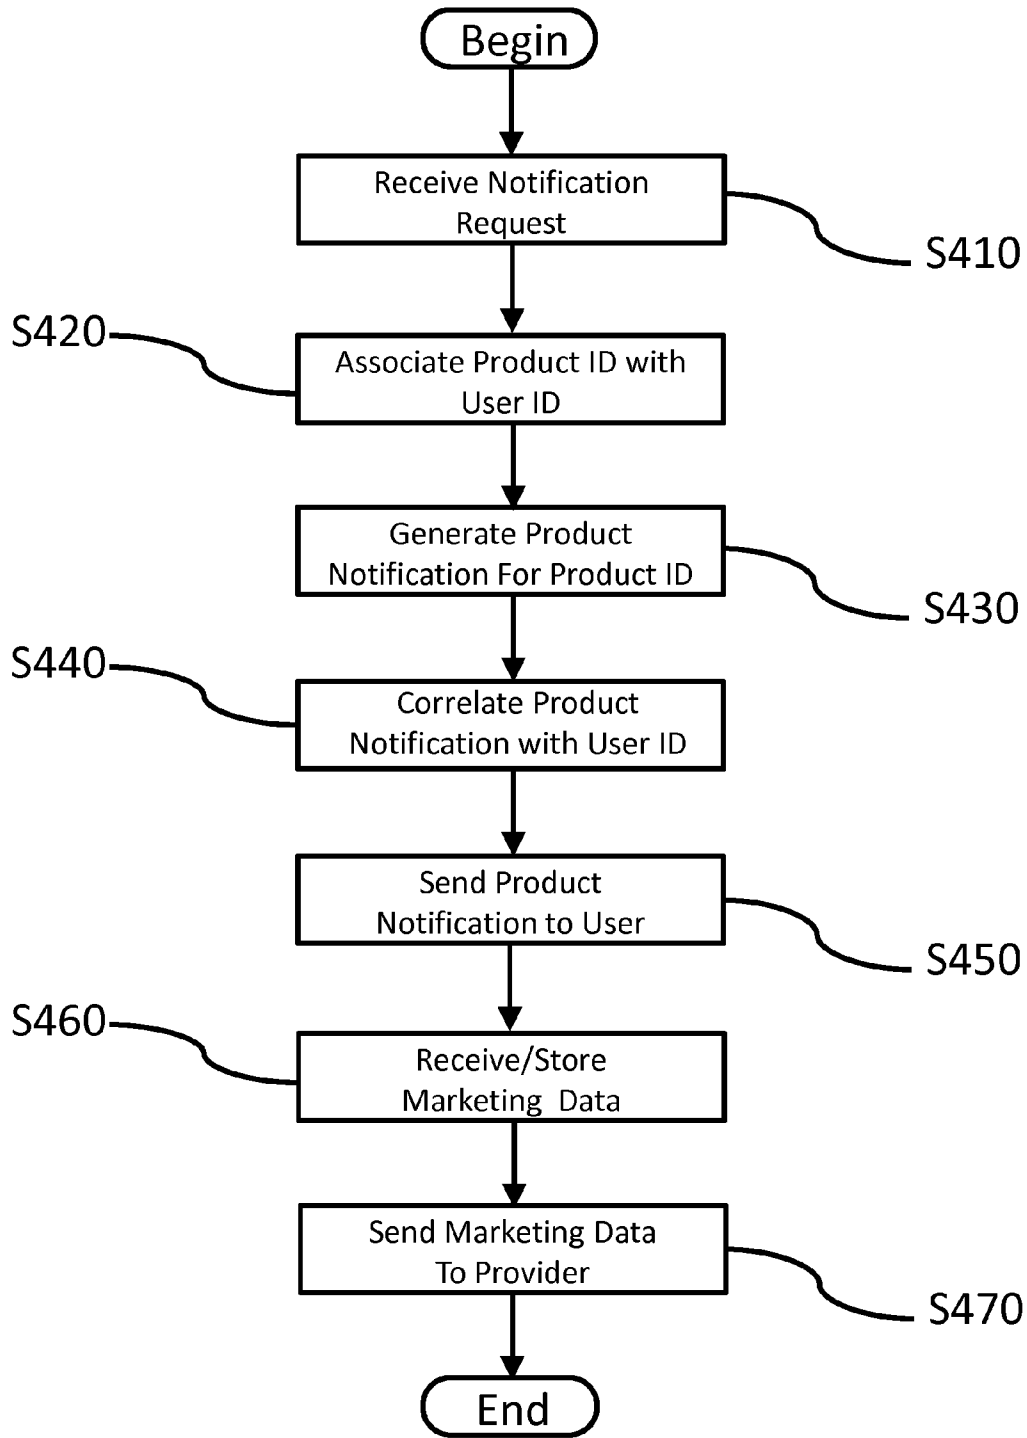 Begin
Receive Notification
Request
S410
S420
Associate Product ID with
User ID
Generate Product
Notification For Product ID
S430
S440
Correlate Product
Notification with User ID
Send Product
Notification to User
S450
S460
Receive/Store
Marketing Data
Send Marketing Data
To Provider
S470
End